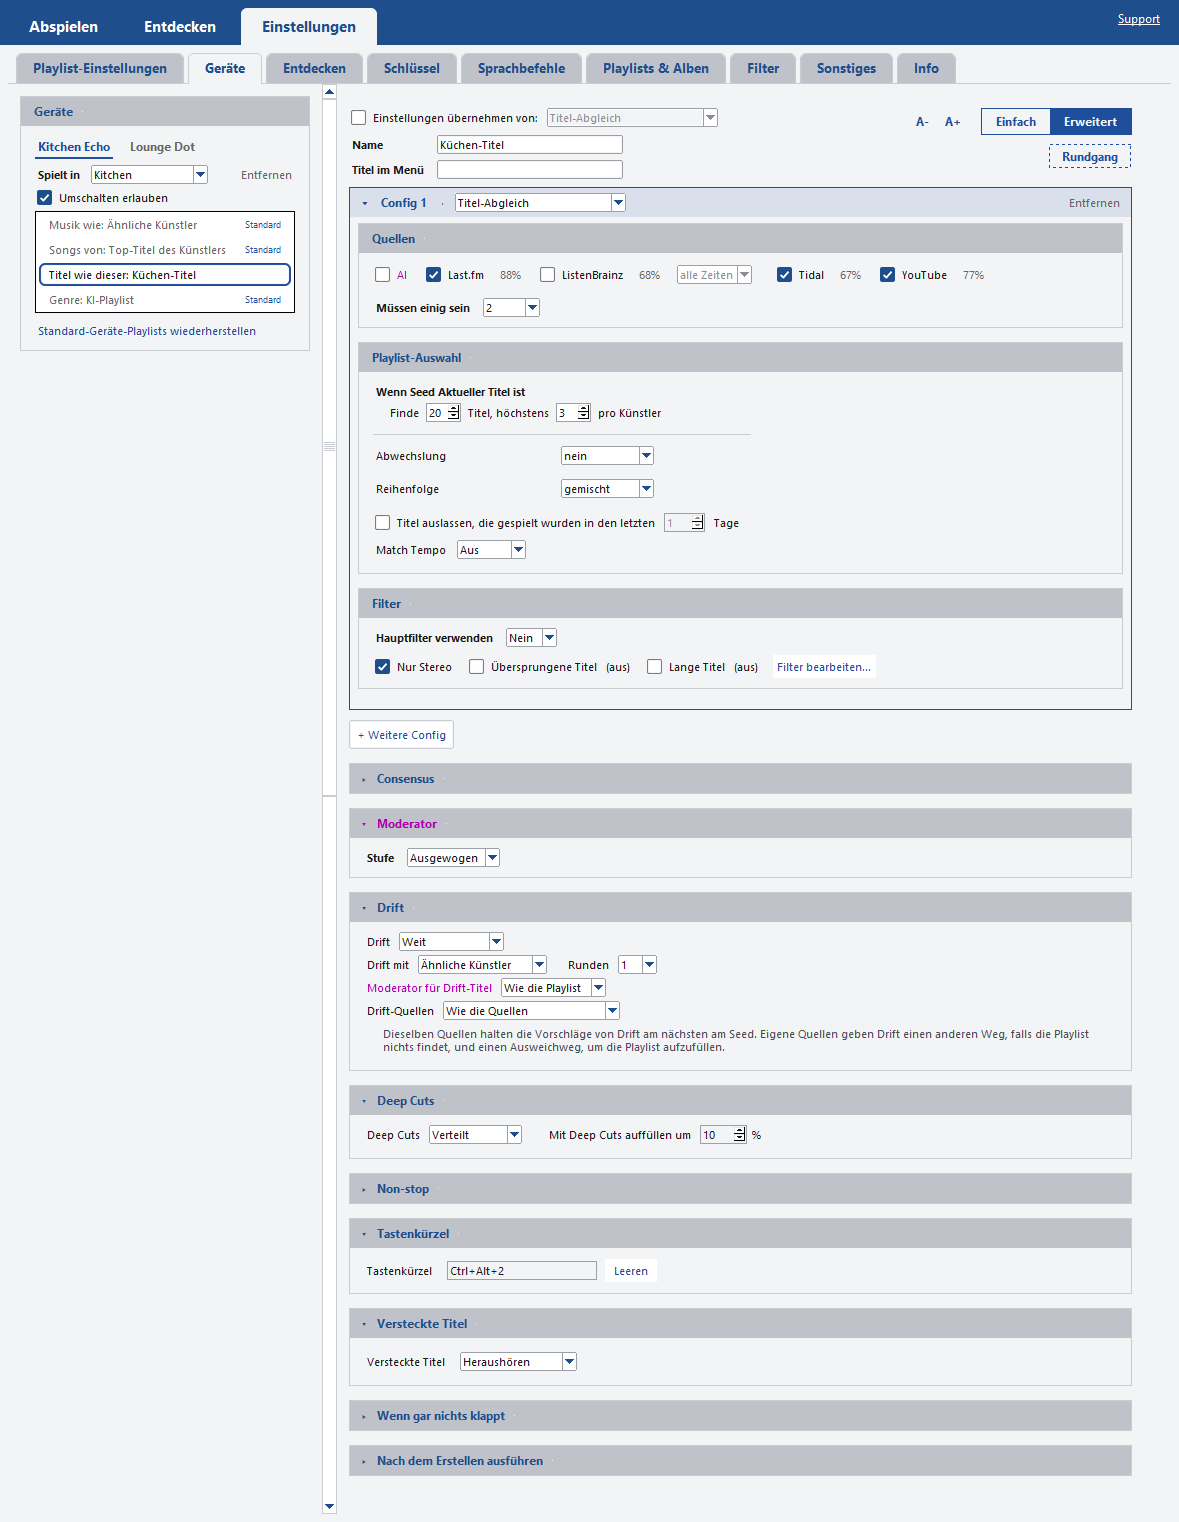 Abspielen Entdecken Einstellungen Support
Playlist-Einstellungen Geräte Entdecken Schlüssel Sprachbefehle Playlists & Alben Filter Sonstiges Info
Geräte
Kitchen Echo Lounge Dot
Spielt in Kitchen Entfernen
Umschalten erlauben
Musik wie: Ähnliche Künstler Standard
Songs von: Top-Titel des Künstlers Standard
Titel wie dieser: Küchen-Titel
Genre: KI-Playlist Standard
Standard-Geräte-Playlists wiederherstellen
Einstellungen übernehmen von: Titel-Abgleich A- A+ Einfach Erweitert
Name Küchen-Titel
Rundgang
Titel im Menü
Config 1 · Titel-Abgleich Entfernen
Quellen
AI Last.fm 88% ListenBrainz 68% alle Zeiten Tidal 67% YouTube 77%
Müssen einig sein 2
Playlist-Auswahl
Wenn Seed Aktueller Titel ist
Finde 20 Titel, höchstens 3 pro Künstler
Abwechslung nein
Reihenfolge gemischt
Titel auslassen, die gespielt wurden in den letzten 1 Tage
Match Tempo Aus
Filter
Hauptfilter verwenden Nein
Nur Stereo Übersprungene Titel (aus) Lange Titel (aus) Filter bearbeiten...
+ Weitere Config
Consensus
Moderator
Stufe Ausgewogen
Drift
Drift Weit
Drift mit Ähnliche Künstler Runden 1
Moderator für Drift-Titel Wie die Playlist
Drift-Quellen Wie die Quellen
Dieselben Quellen halten die Vorschläge von Drift am nächsten am Seed. Eigene Quellen geben Drift einen anderen Weg, falls die Playlist
nichts findet, und einen Ausweichweg, um die Playlist aufzufüllen.
Deep Cuts
Deep Cuts Verteilt Mit Deep Cuts auffüllen um 10 %
Non-stop
Tastenkürzel
Tastenkürzel Ctrl+Alt+2 Leeren
Versteckte Titel
Versteckte Titel Heraushören
Wenn gar nichts klappt
Nach dem Erstellen ausführen